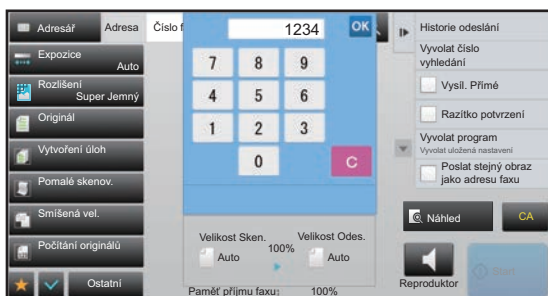 Adresář
Adresa
Číslo f
1234
OK
Expozice
Auto
Rozlišení
Super Jemný
Originál
Vytvoření úloh
Pomalé skenov.
Smíšená vel.
Počítání originálů
Ostatní
7 8 9
4 5 6
1 2 3
0 C
Velikost Sken.
Auto
100%
Velikost Odes.
Auto
Paměť příjmu faxu: 100%
Historie odeslání
Vyvolat číslo
vyhledání
Vysíl. Přímé
Razítko potvrzení
Vyvolat program
Vyvolat uložená nastavení
Poslat stejný obraz
jako adresu faxu
Náhled
CA
Reproduktor
Start